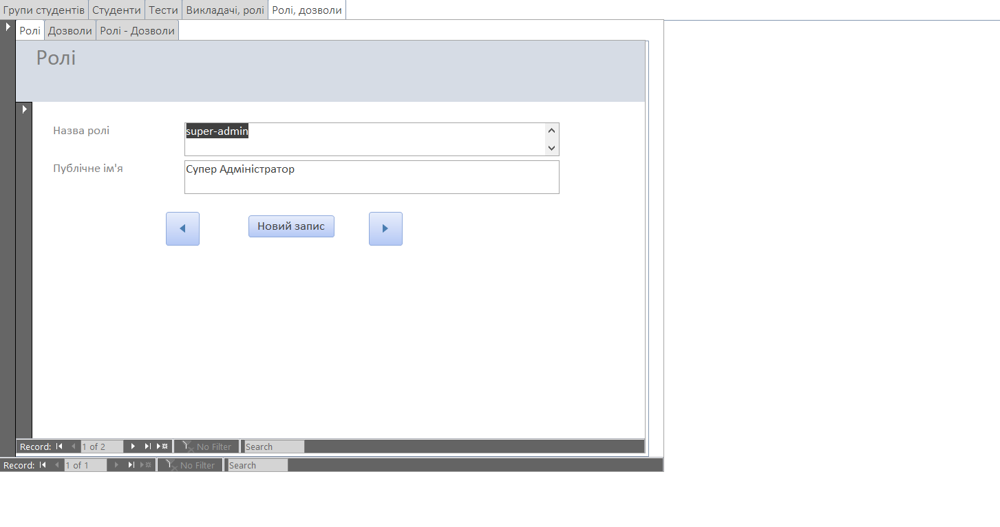 Групи студентів Студенти Тести Викладачі, ролі Ролі, дозволи
Ролі Дозволи Ролі - Дозволи
Ролі
Назва ролі super-admin
Публічне ім'я Супер Адміністратор
Новий запис
Record: 1 of 2 No Filter Search
Record: 1 of 1 No Filter Search